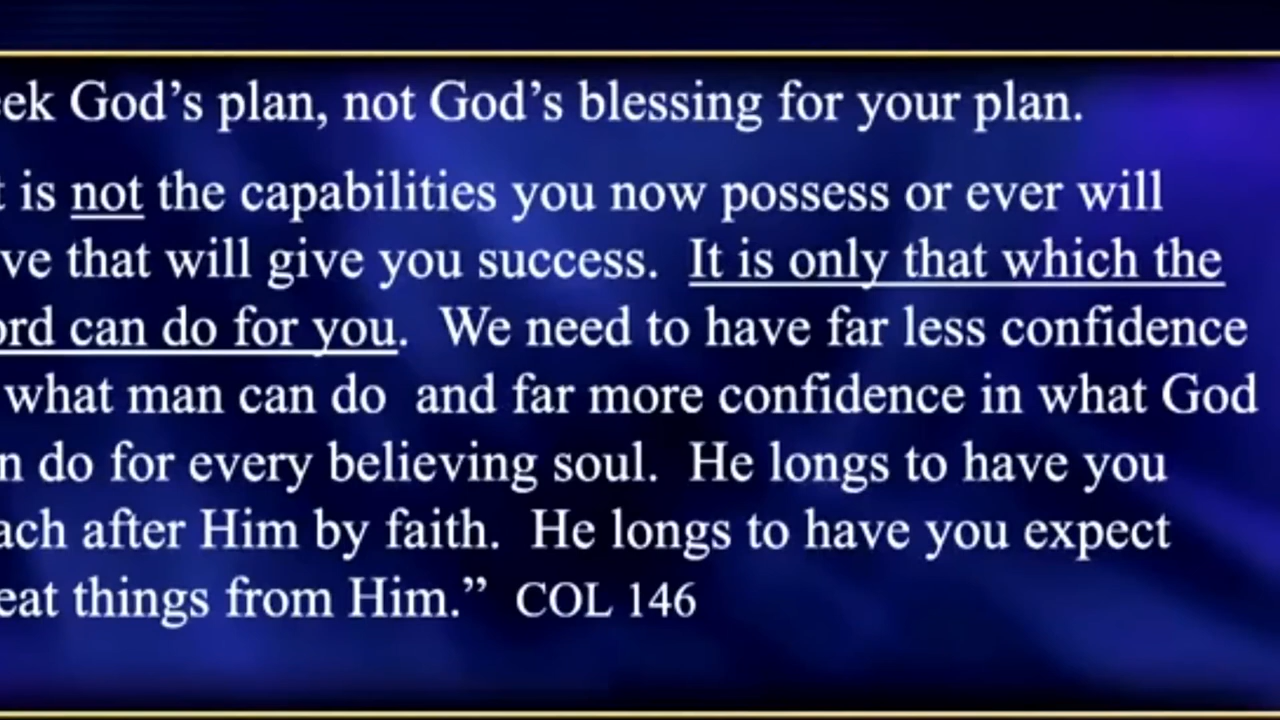 eek God’s plan, not God’s blessing for your plan.
t is not the capabilities you now possess or ever will
ve that will give you success.  It is only that which the
ord can do for you.  We need to have far less confidence
what man can do  and far more confidence in what God
n do for every believing soul.  He longs to have you
ach after Him by faith.  He longs to have you expect
eat things from Him.”  COL 146